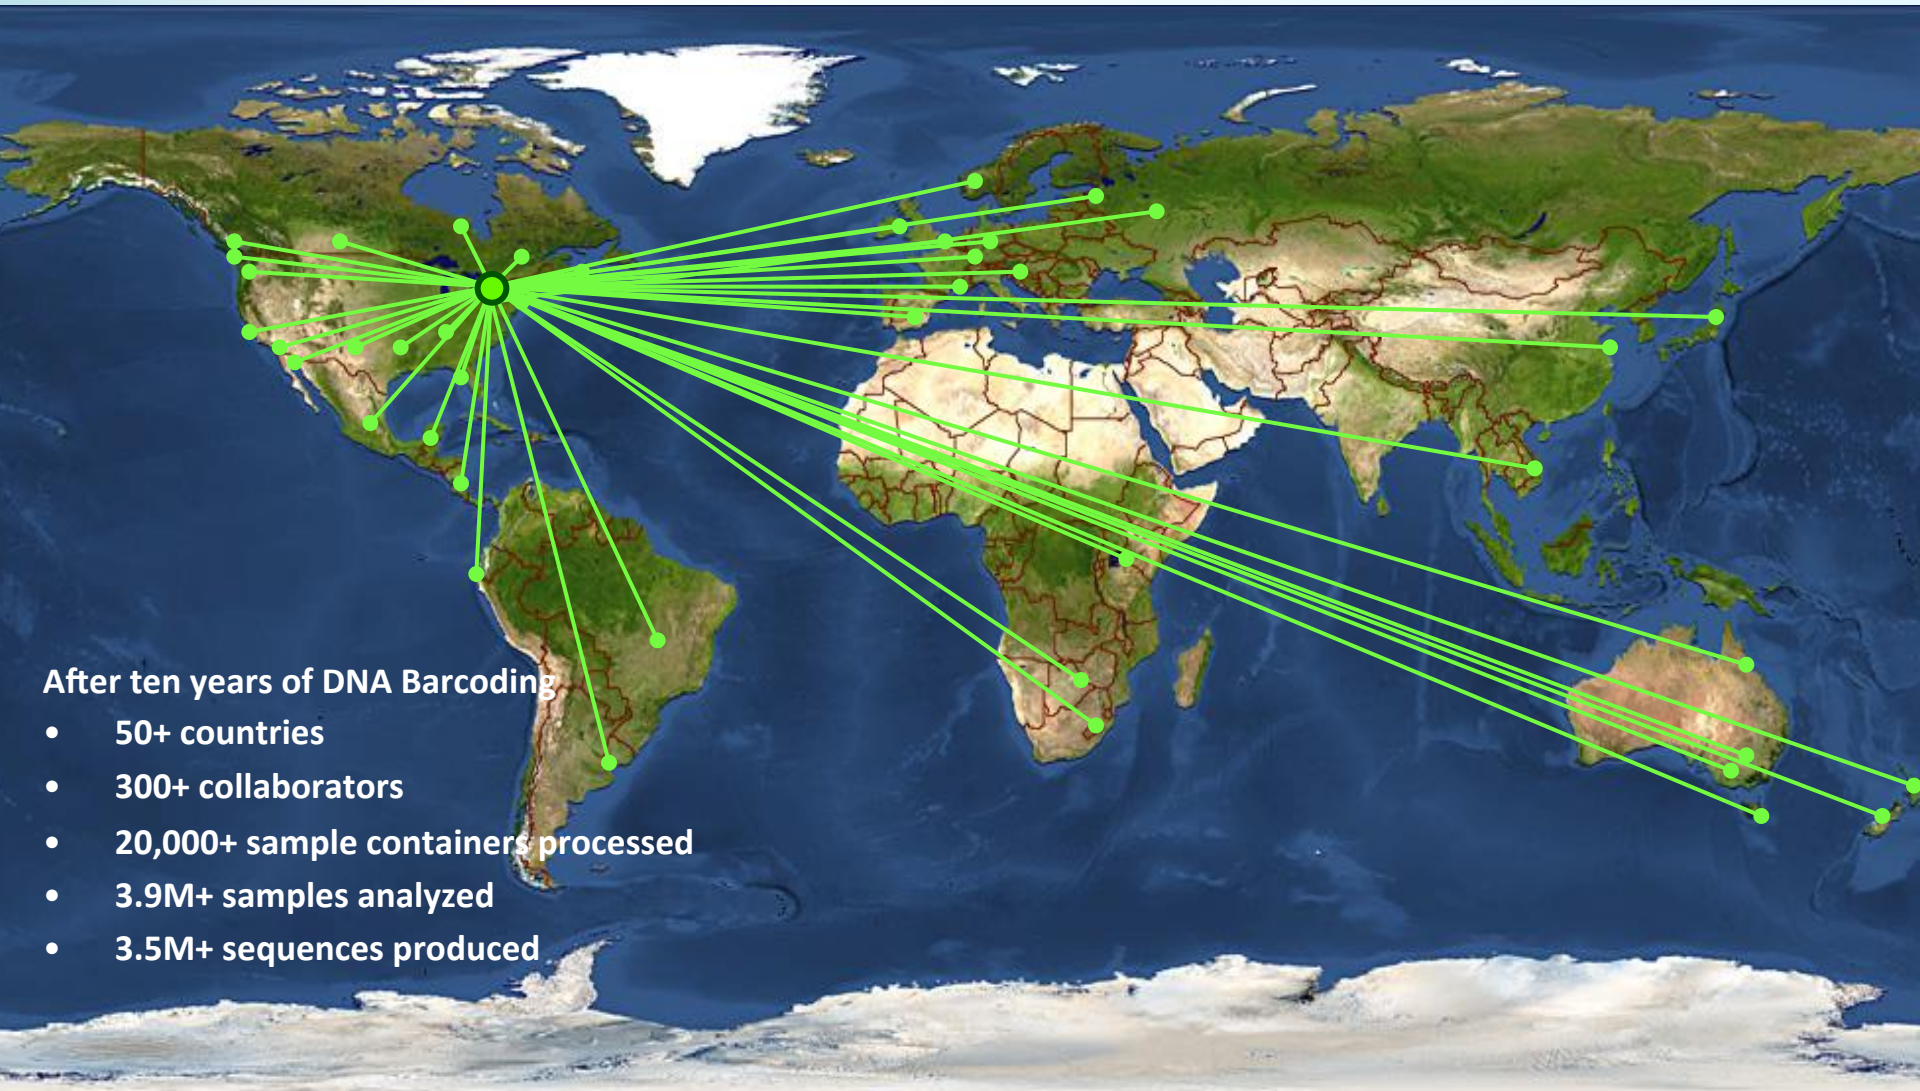 After ten years of DNA Barcoding
• 50+ countries
• 300+ collaborators
• 20,000+ sample containers processed
• 3.9M+ samples analyzed
• 3.5M+ sequences produced